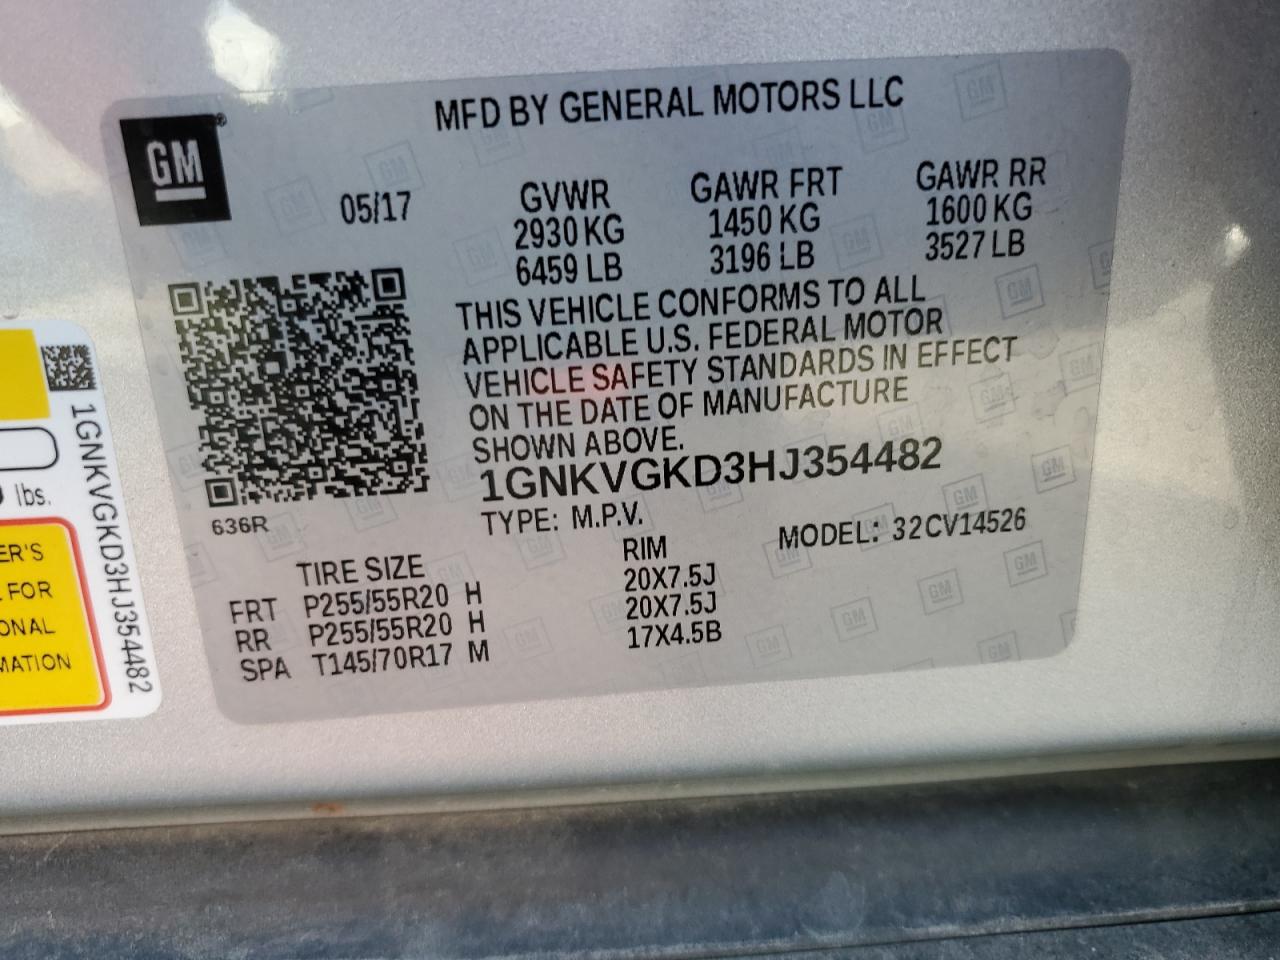 MFD BY GENERAL MOTORS LLC
GM®
05/17
GVWR
2930 KG
6459 LB
GAWR FRT
1450 KG
3196 LB
GAWR RR
1600 KG
3527 LB
THIS VEHICLE CONFORMS TO ALL
APPLICABLE U.S. FEDERAL MOTOR
VEHICLE SAFETY STANDARDS IN EFFECT
ON THE DATE OF MANUFACTURE
SHOWN ABOVE.
1GNKVGKD3HJ354482
636R
TYPE: M.P.V. MODEL: 32CV14526
TIRE SIZE RIM
FRT P255/55R20 H 20X7.5J
RR P255/55R20 H 20X7.5J
SPA T145/70R17 M 17X4.5B
1GNKVGKD3HJ354482
lbs.
ER'S
FOR
ONAL
MATION